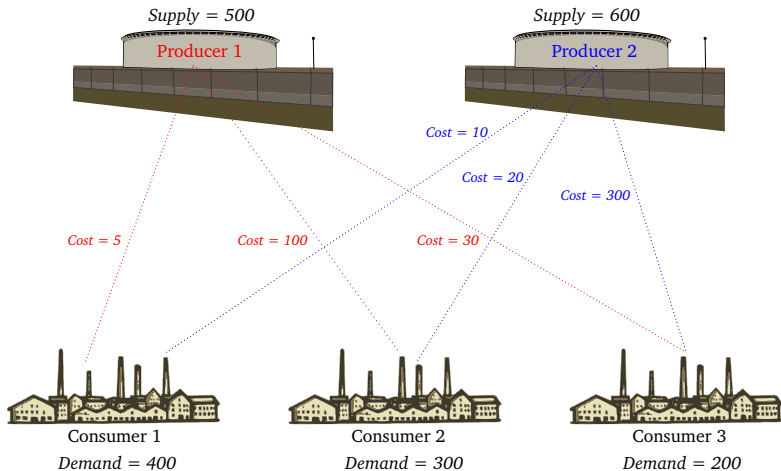 Supply = 500
Supply = 600
Producer 1
Producer 2
Cost = 10
Cost = 20
Cost = 300
Cost = 5
Cost = 100
Cost = 30
Consumer 1
Consumer 2
Consumer 3
Demand = 400
Demand = 300
Demand = 200